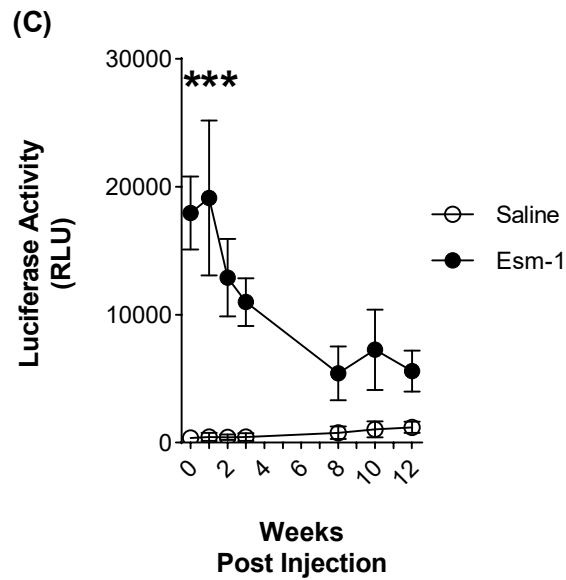 (C)
30000
***
20000
10000
0
Luciferase Activity
(RLU)
Saline
Esm-1
0 2 4 6 8 10 12
Weeks
Post Injection